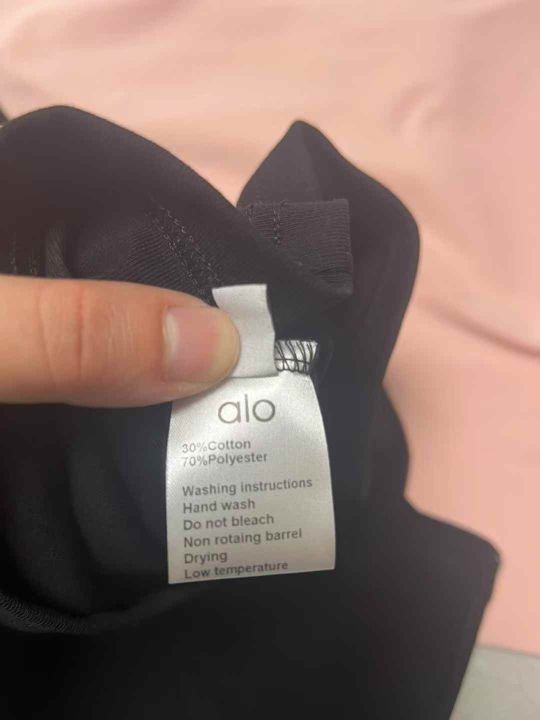 alo
30%Cotton
70%Polyester
Washing instructions
Hand wash
Do not bleach
Non rotaing barrel
Drying
Low temperature